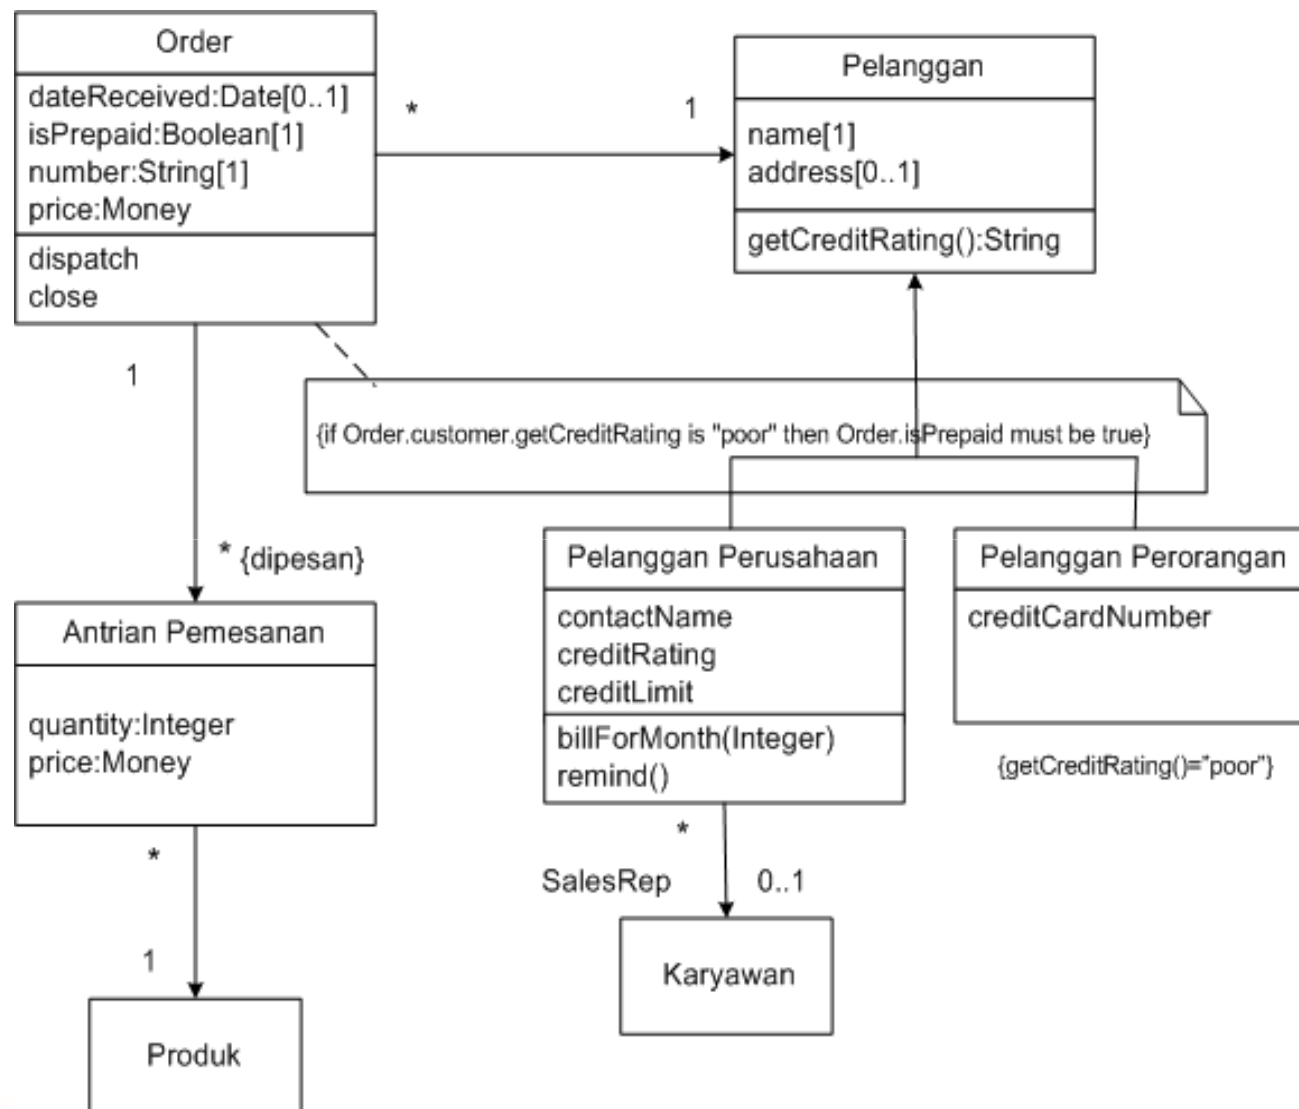 Order
dateReceived:Date[0..1]
isPrepaid:Boolean[1]
number:String[1]
price:Money
dispatch
close
*
1
Pelanggan
name[1]
address[0..1]
getCreditRating():String
1
{if Order.customer.getCreditRating is "poor" then Order.isPrepaid must be true}
* {dipesan}
Antrian Pemesanan
quantity:Integer
price:Money
Pelanggan Perusahaan
contactName
creditRating
creditLimit
billForMonth(Integer)
remind()
Pelanggan Perorangan
creditCardNumber
{getCreditRating()="poor"}
*
SalesRep
0..1
Karyawan
*
1
Produk